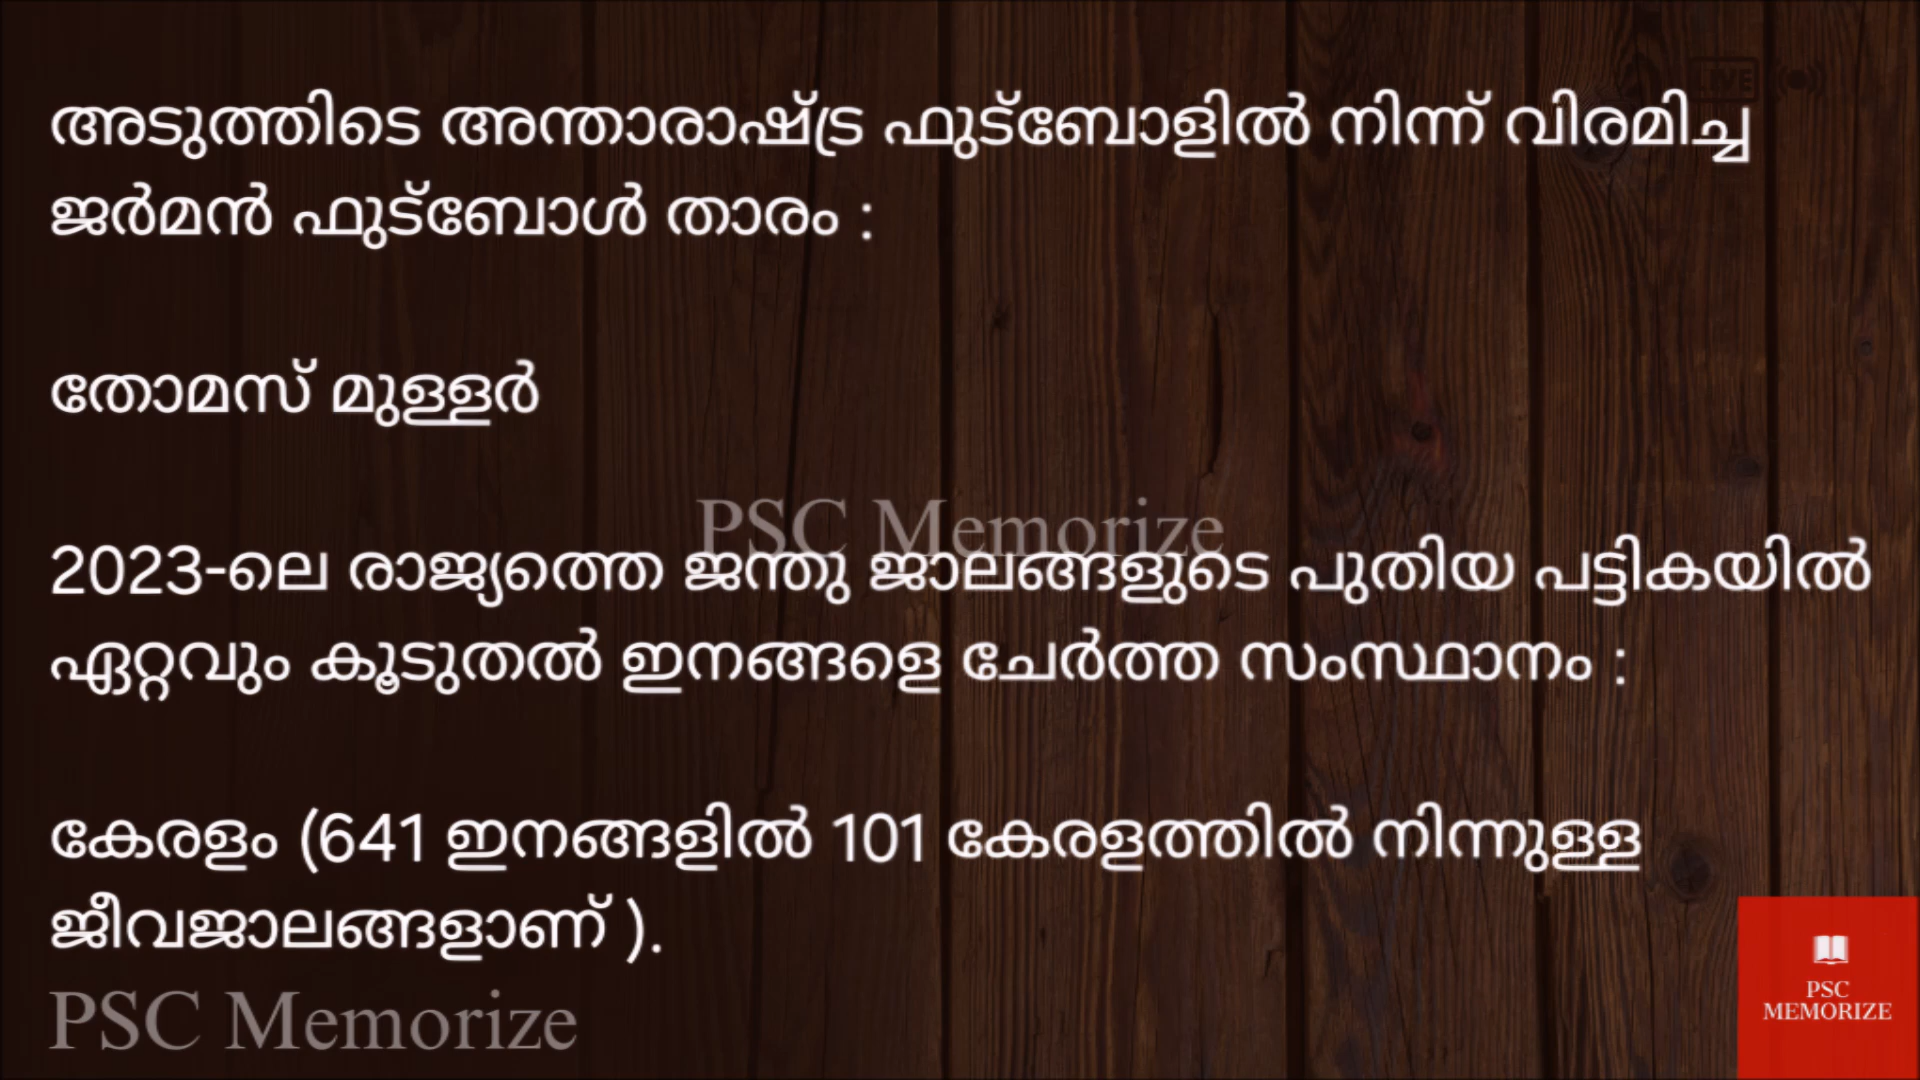 LIVE
അടുത്തിടെ അന്താരാഷ്ട്ര ഫുട്ബോളിൽ നിന്ന് വിരമിച്ച
ജർമൻ ഫുട്ബോൾ താരം :
തോമസ് മുള്ളർ
PSC Memorize
2023-ലെ രാജ്യത്തെ ജന്തു ജാലങ്ങളുടെ പുതിയ പട്ടികയിൽ
ഏറ്റവും കൂടുതൽ ഇനങ്ങളെ ചേർത്ത സംസ്ഥാനം :
കേരളം (641 ഇനങ്ങളിൽ 101 കേരളത്തിൽ നിന്നുള്ള
ജീവജാലങ്ങളാണ് ).
PSC Memorize
PSC
MEMORIZE